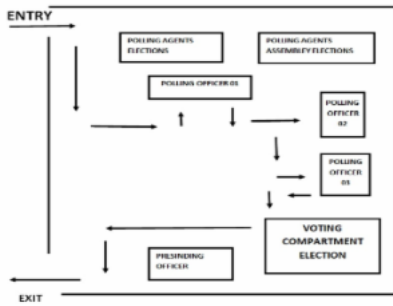 ENTRY
POLLING AGENTS
ELECTIONS
POLLING AGENTS
ASSEMBLEY ELECTIONS
POLLING OFFICER 01
POLLING
OFFICER
02
POLLING
OFFICER
03
VOTING
COMPARTMENT
ELECTION
PRESINDING
OFFICER
EXIT